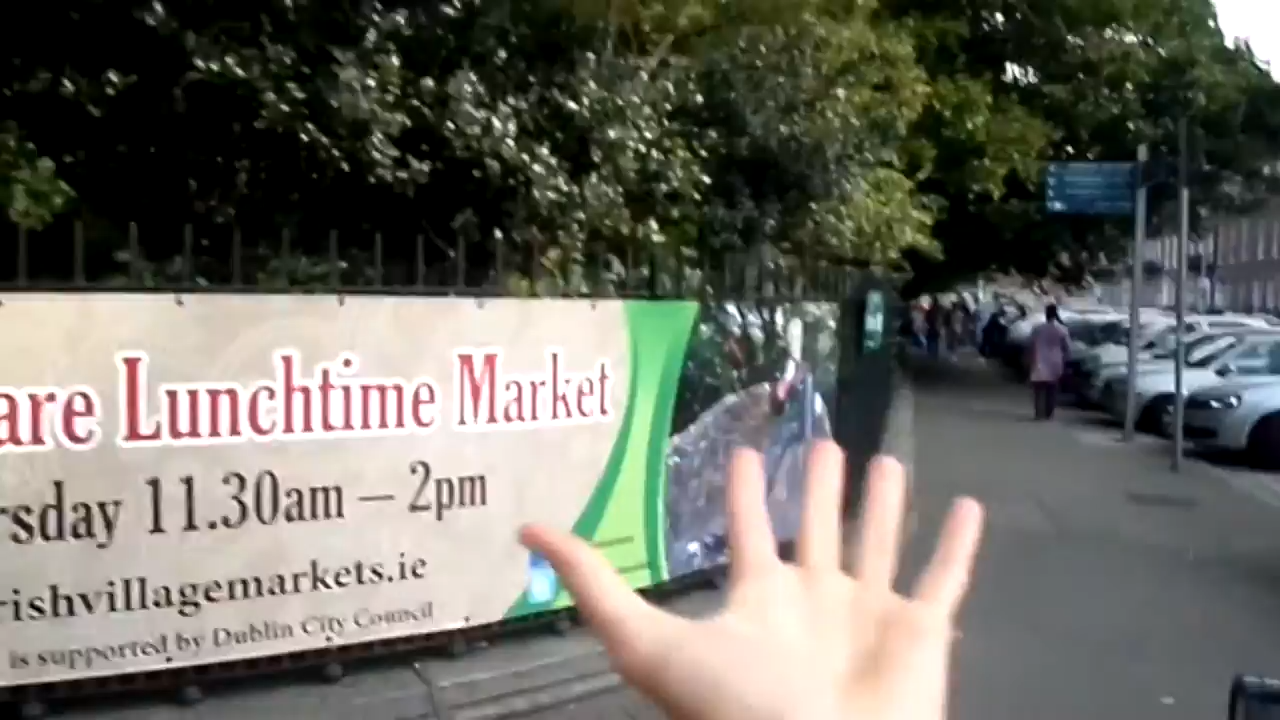 are Lunchtime Market
rsday 11.30am – 2pm
rishvillagemarkets.ie
is supported by Dublin City Council